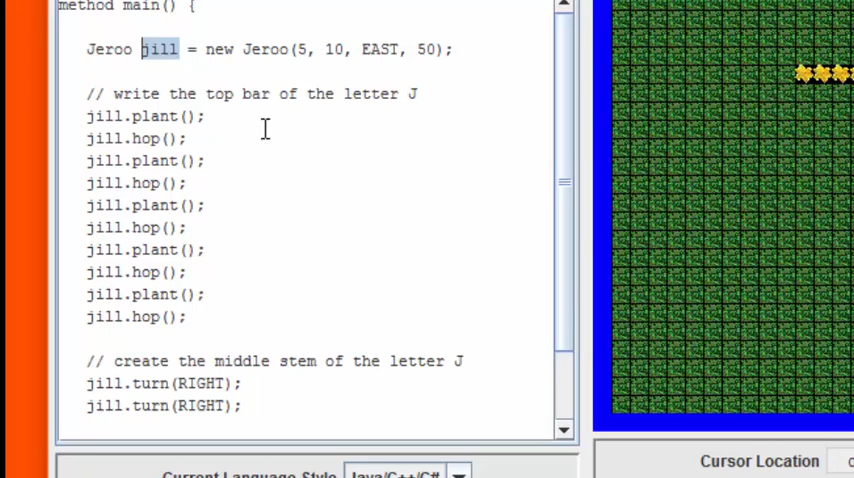 method main() {
Jeroo jill = new Jeroo(5, 10, EAST, 50);
// write the top bar of the letter J
jill.plant();
jill.hop();
jill.plant();
jill.hop();
jill.plant();
jill.hop();
jill.plant();
jill.hop();
jill.plant();
jill.hop();
// create the middle stem of the letter J
jill.turn(RIGHT);
jill.turn(RIGHT);
Current Language Style Java/C++/C#
Cursor Location